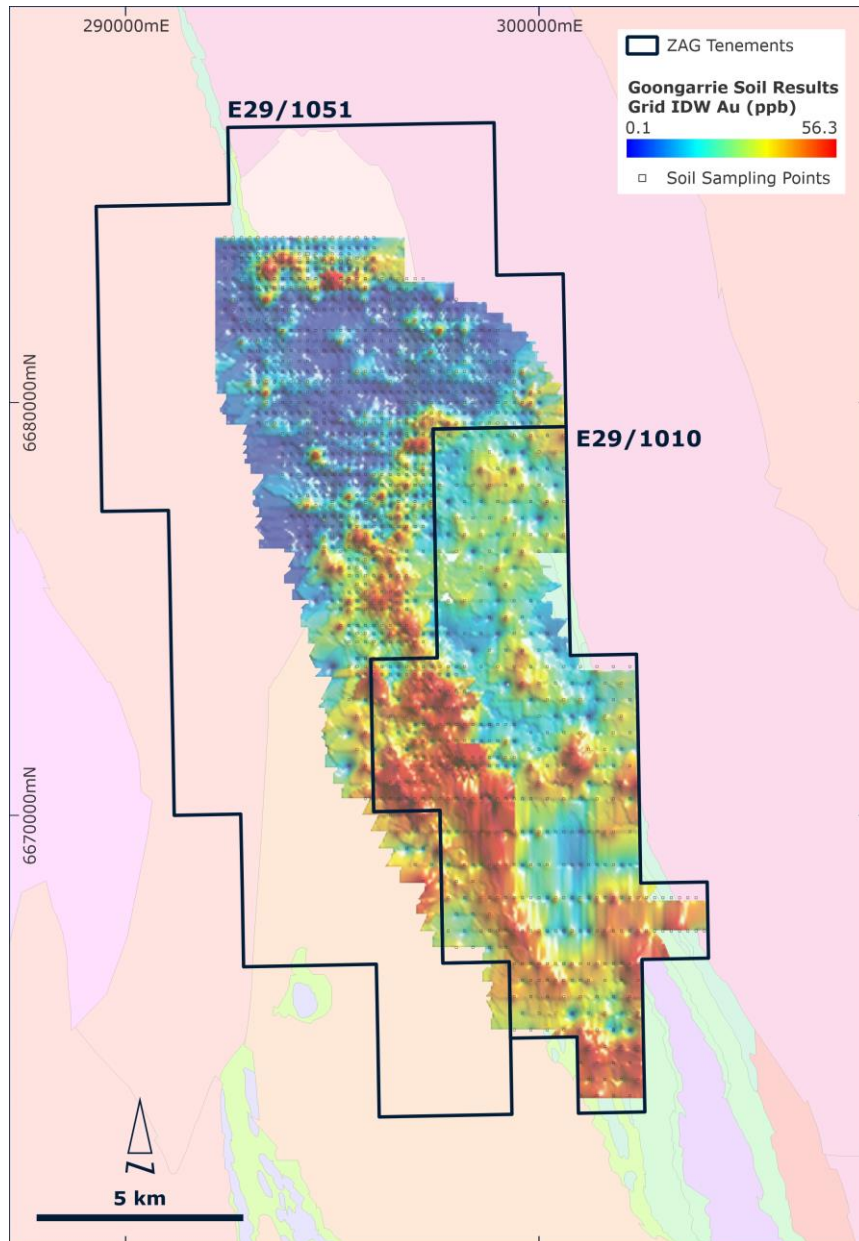 290000mE
300000mE
ZAG Tenements
Goongarrie Soil Results
Grid IDW Au (ppb)
0.1 56.3
Soil Sampling Points
E29/1051
6680000mN
E29/1010
6670000mN
N
5 km